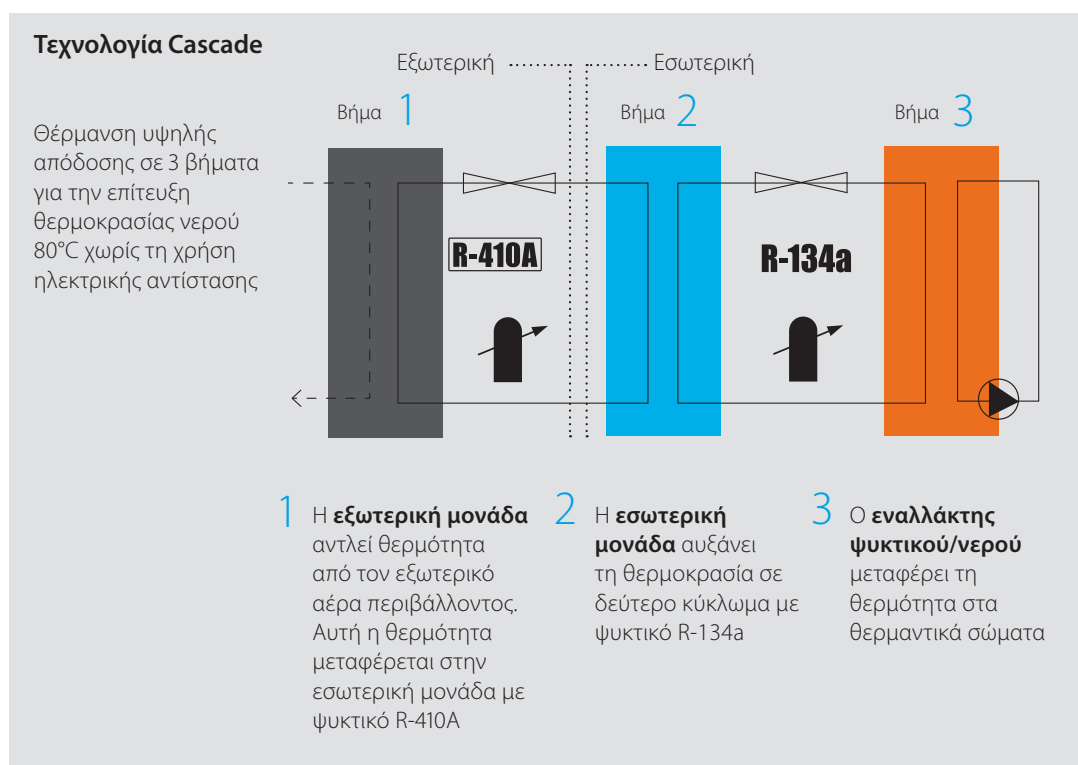 Τεχνολογία Cascade
Θέρμανση υψηλής
απόδοσης σε 3 βήματα
για την επίτευξη
θερμοκρασίας νερού
80°C χωρίς τη χρήση
ηλεκτρικής αντίστασης
Εξωτερική
Εσωτερική
Βήμα 1
Βήμα 2
Βήμα 3
R-410A
R-134a
1 Η εξωτερική μονάδα
αντλεί θερμότητα
από τον εξωτερικό
αέρα περιβάλλοντος.
Αυτή η θερμότητα
μεταφέρεται στην
εσωτερική μονάδα με
ψυκτικό R-410A
2 Η εσωτερική
μονάδα αυξάνει
τη θερμοκρασία σε
δεύτερο κύκλωμα με
ψυκτικό R-134a
3 Ο εναλλάκτης
ψυκτικού/νερού
μεταφέρει τη
θερμότητα στα
θερμαντικά σώματα